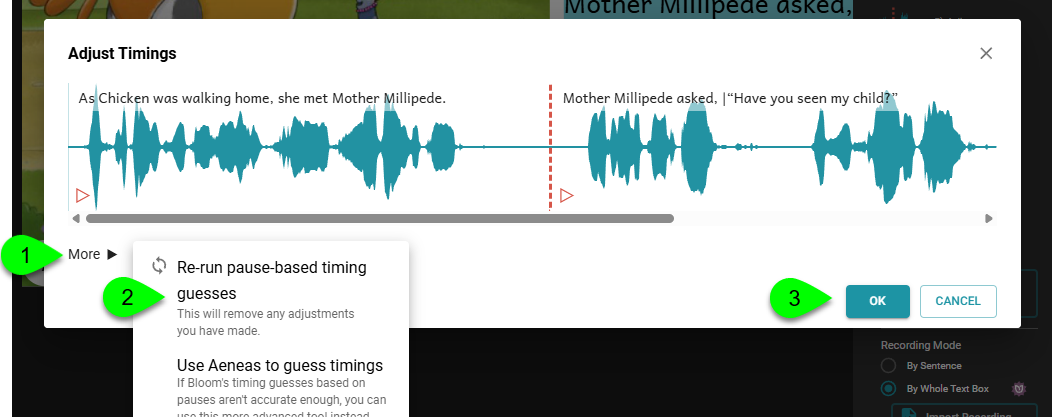 Mother Millipede asked,
Adjust Timings
As Chicken was walking home, she met Mother Millipede.
Mother Millipede asked, |“Have you seen my child?”
1
More
2
Re-run pause-based timing
guesses
This will remove any adjustments
you have made.
Use Aeneas to guess timings
If Bloom's timing guesses based on
pauses aren't accurate enough, you can
use this more advanced tool instead
3
OK
CANCEL
Recording Mode
By Sentence
By Whole Text Box
Import Recording